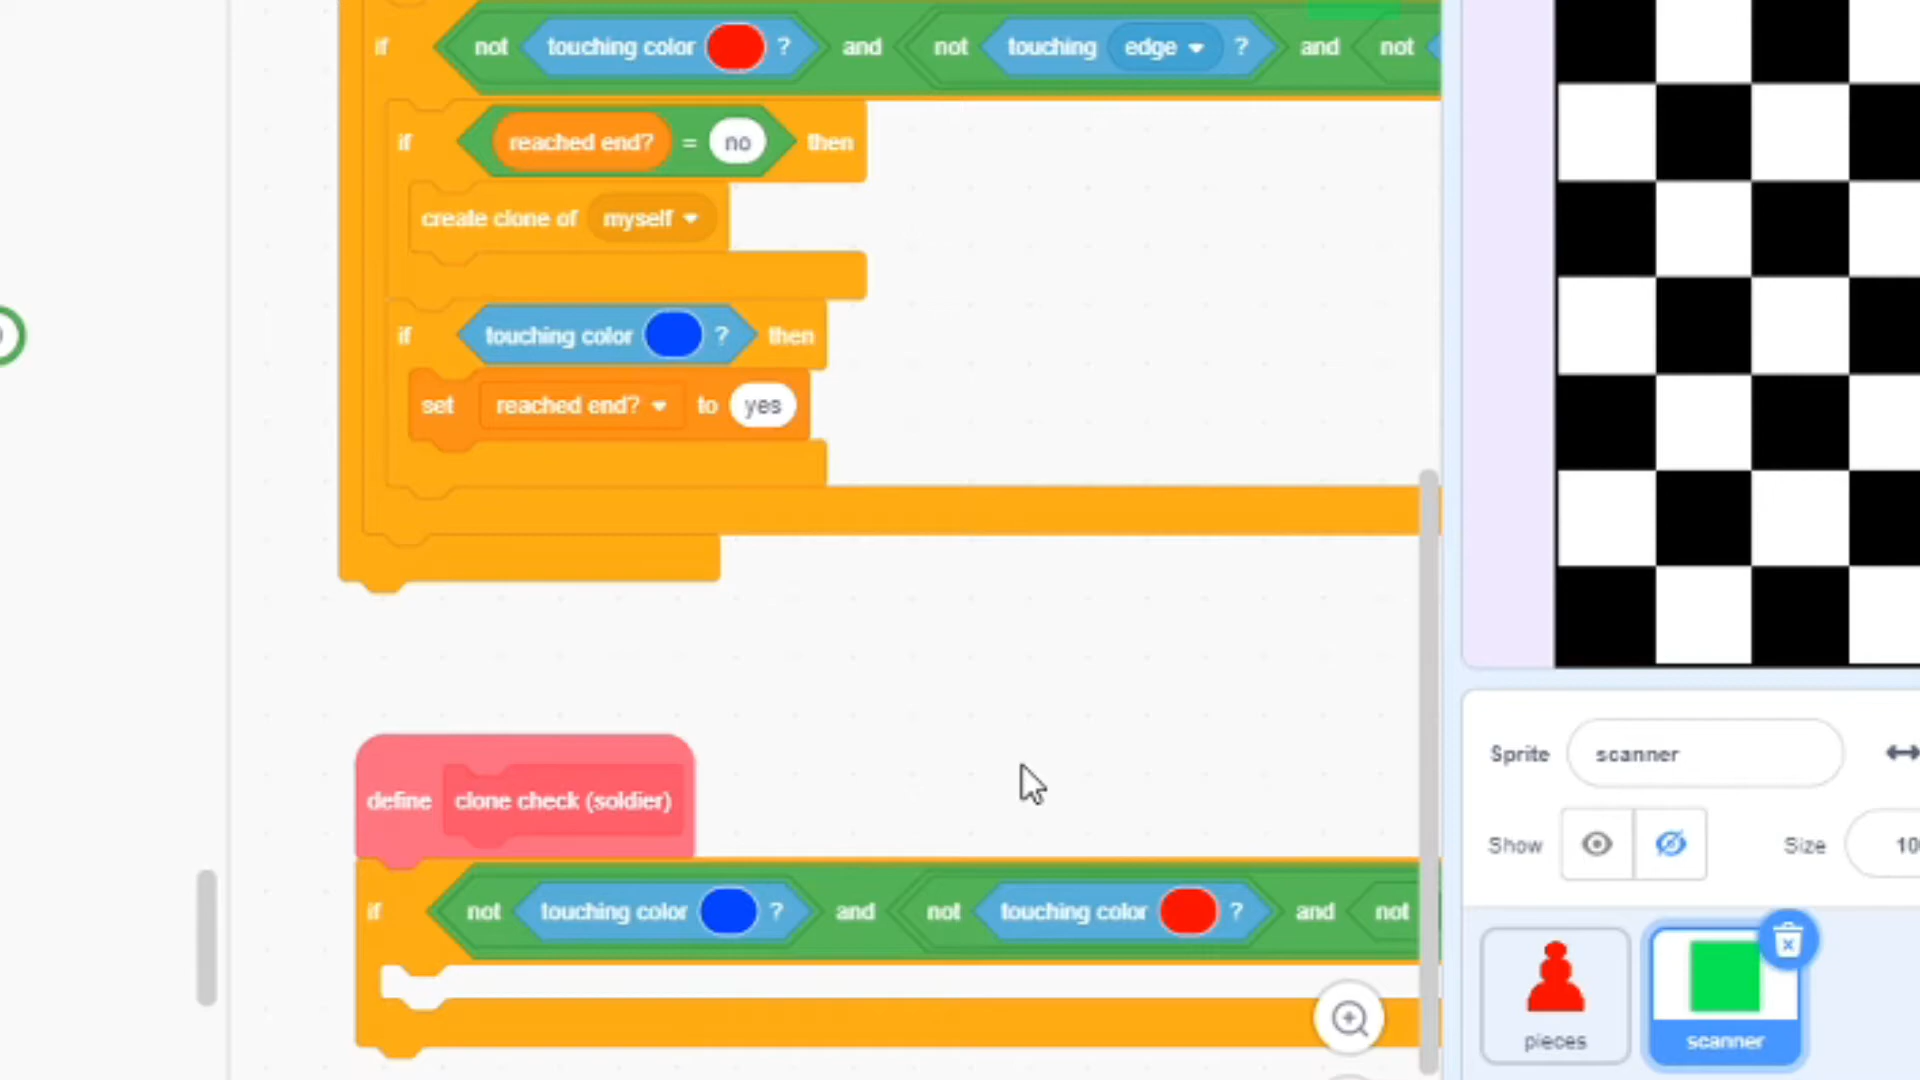 if not touching color ? and not touching edge ? and not
if reached end? = no then
create clone of myself
if touching color ? then
set reached end? to yes
define clone check (soldier)
if not touching color ? and not touching color ? and not
Sprite scanner
Show Size 10
pieces scanner